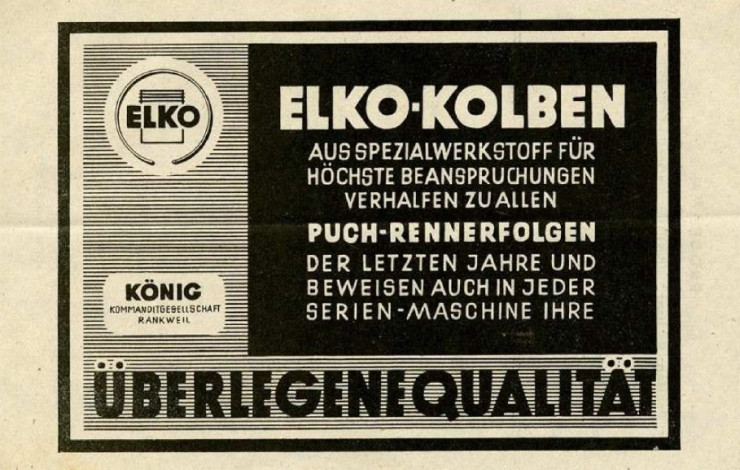 ELKO
ELKO-KOLBEN
AUS SPEZIALWERKSTOFF FÜR
HÖCHSTE BEANSPRUCHUNGEN
VERHALFEN ZU ALLEN
PUCH-RENNERFOLGEN
DER LETZTEN JAHRE UND
BEWEISEN AUCH IN JEDER
SERIEN-MASCHINE IHRE
KÖNIG
KOMMANDITGESELLSCHAFT
RANKWEIL
ÜBERLEGENE QUALITÄT